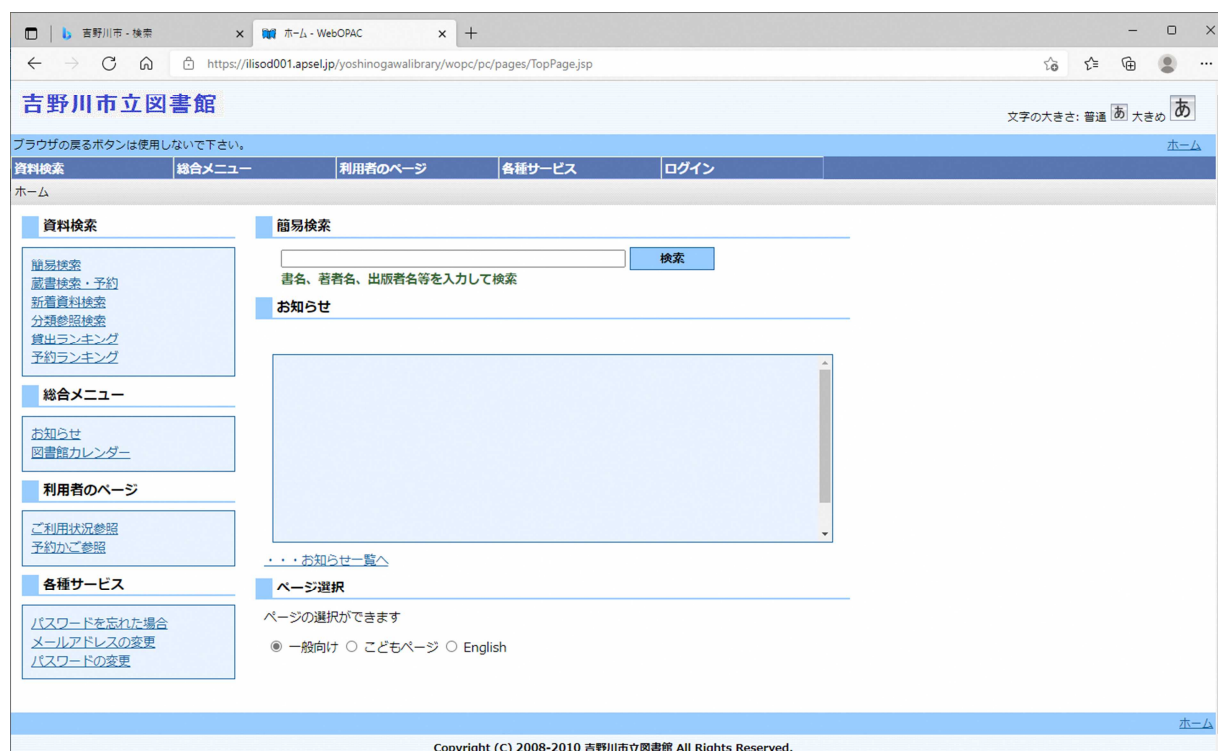 吉野川市 - 検索
ホーム - WebOPAC
https://ilisod001.apsel.jp/yoshinogawalibrary/wopc/pc/pages/TopPage.jsp
吉野川市立図書館
文字の大きさ: 普通 あ 大きめ あ
ブラウザの戻るボタンは使用しないで下さい。
ホーム
資料検索 総合メニュー 利用者のページ 各種サービス ログイン
ホーム
資料検索
簡易検索
蔵書検索・予約
新着資料検索
分類参照検索
貸出ランキング
予約ランキング
総合メニュー
お知らせ
図書館カレンダー
利用者のページ
ご利用状況参照
予約かご参照
各種サービス
パスワードを忘れた場合
メールアドレスの変更
パスワードの変更
簡易検索
検索
書名、著者名、出版者名等を入力して検索
お知らせ
・・・お知らせ一覧へ
ページ選択
ページの選択ができます
一般向け こどもページ English
ホーム
Copyright (C) 2008-2010 吉野川市立図書館 All Rights Reserved.